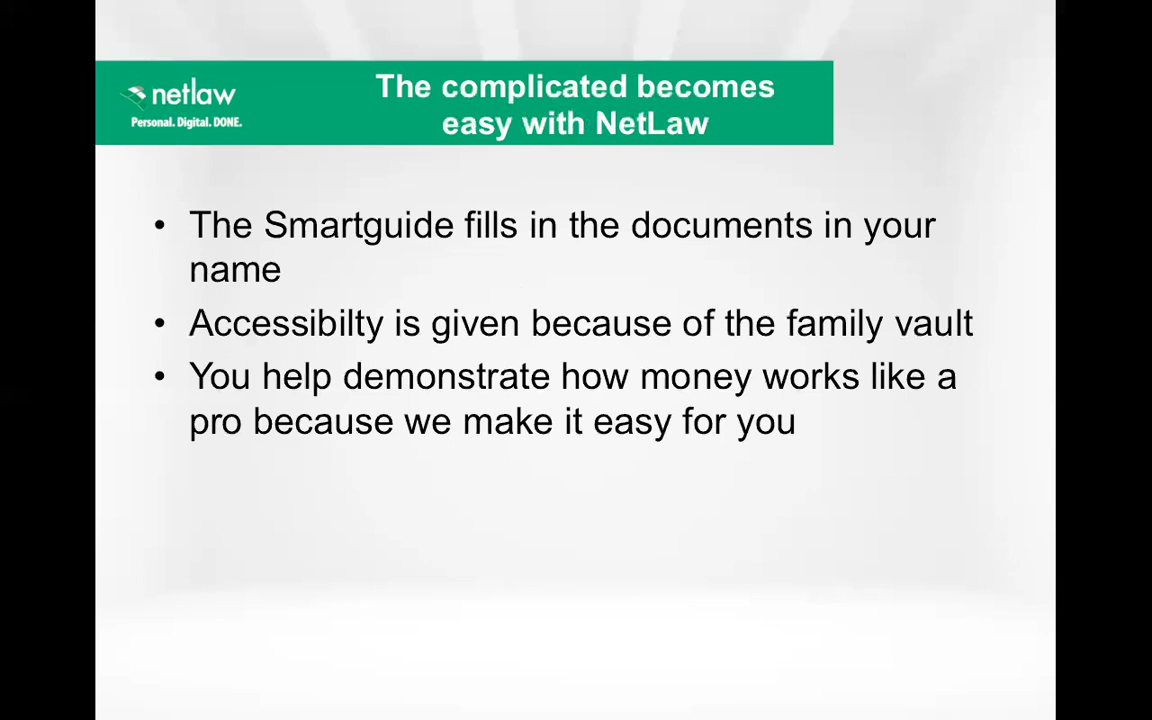 netlaw
Personal. Digital. DONE.
The complicated becomes
easy with NetLaw
• The Smartguide fills in the documents in your
name
• Accessibilty is given because of the family vault
• You help demonstrate how money works like a
pro because we make it easy for you